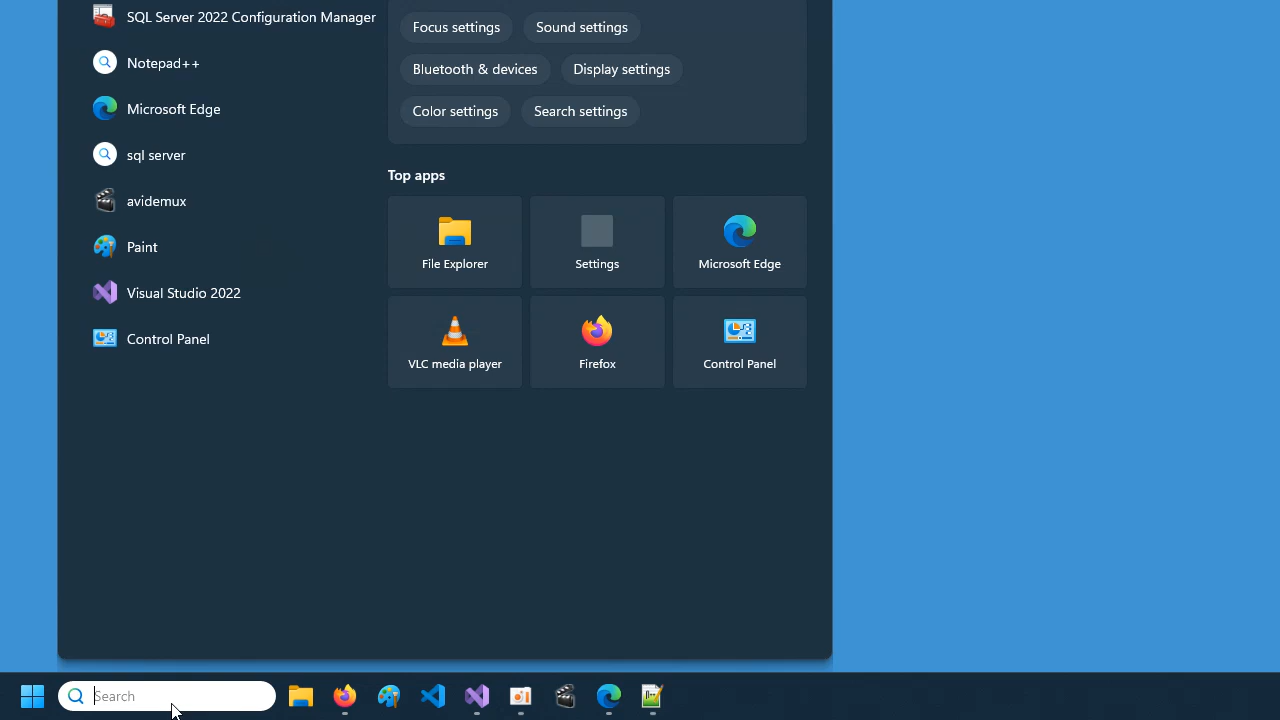 SQL Server 2022 Configuration Manager
Notepad++
Microsoft Edge
sql server
avidemux
Paint
Visual Studio 2022
Control Panel
Focus settings
Sound settings
Bluetooth & devices
Display settings
Color settings
Search settings
Top apps
File Explorer
Settings
Microsoft Edge
VLC media player
Firefox
Control Panel
Search